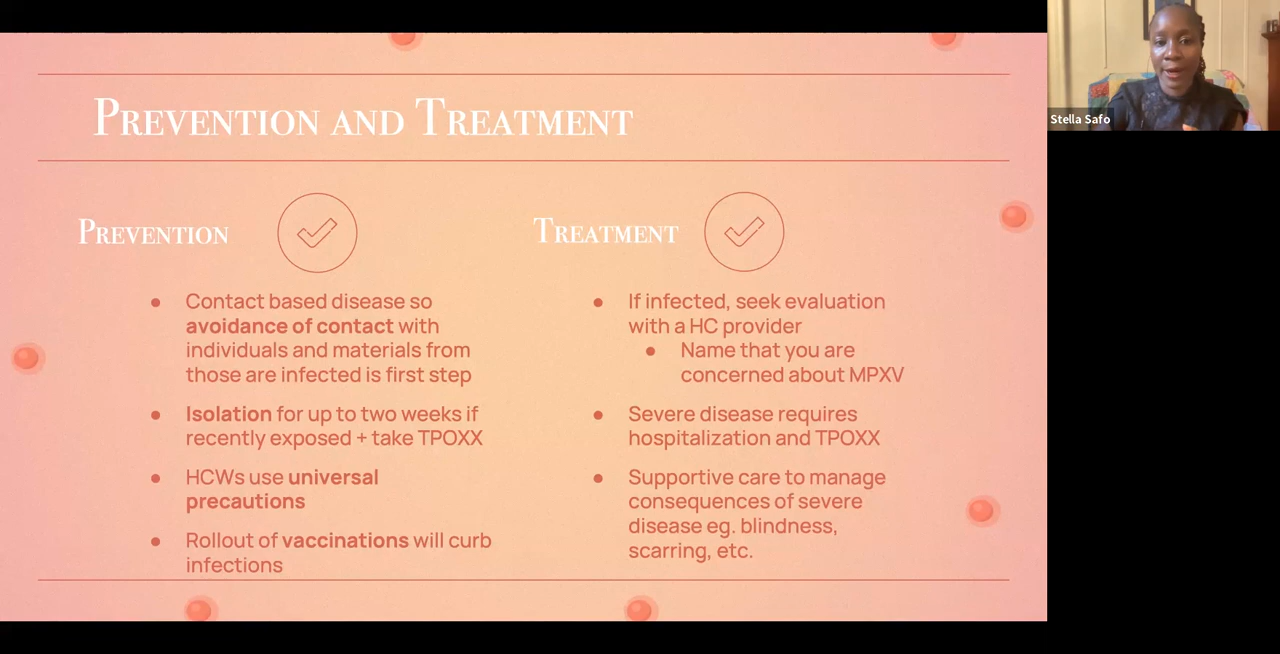 Prevention and Treatment
Stella Safo
Prevention
● Contact based disease so
avoidance of contact with
individuals and materials from
those are infected is first step
● Isolation for up to two weeks if
recently exposed + take TPOXX
● HCWs use universal
precautions
● Rollout of vaccinations will curb
infections
Treatment
● If infected, seek evaluation
with a HC provider
● Name that you are
concerned about MPXV
● Severe disease requires
hospitalization and TPOXX
● Supportive care to manage
consequences of severe
disease eg. blindness,
scarring, etc.